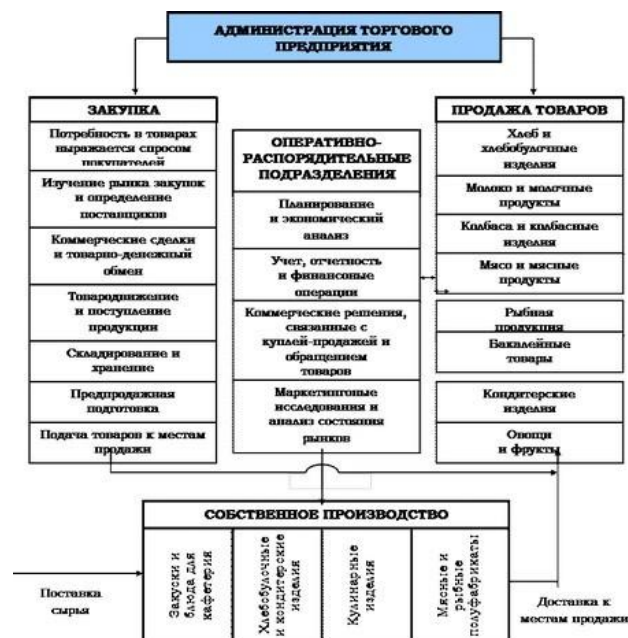 АДМИНИСТРАЦИЯ ТОРГОВОГО
ПРЕДПРИЯТИЯ
ЗАКУПКА
Потребность в товарах
выражается спросом
покупателей
Изучение рынка закупок
и определение
поставщиков
Коммерческие сделки
и товарно-денежный
обмен
Товародвижение
и поступление
продукции
Складирование и
хранение
Предпродажная
подготовка
Подача товаров к местам
продажи
ОПЕРАТИВНО-
РАСПОРЯДИТЕЛЬНЫЕ
ПОДРАЗДЕЛЕНИЯ
Планирование
и экономический
анализ
Учет, отчетность
и финансовые
операции
Коммерческие решения,
связанные с
куплей-продажей и
обращением
товаров
Маркетинговые
исследования и
анализ состояния
рынков
ПРОДАЖА ТОВАРОВ
Хлеб и
хлебобулочные
изделия
Молоко и молочные
продукты
Колбаса и колбасные
изделия
Мясо и мясные
продукты
Рыбная
продукция
Бакалейные
товары
Кондитерские
изделия
Овощи
и фрукты
СОБСТВЕННОЕ ПРОИЗВОДСТВО
Закуски и
блюда для
кафетерия
Хлебобулочные
и кондитерские
изделия
Кулинарные
изделия
Мясные и
рыбные
полуфабрикаты
Поставка
сырья
Доставка к
местам продажи